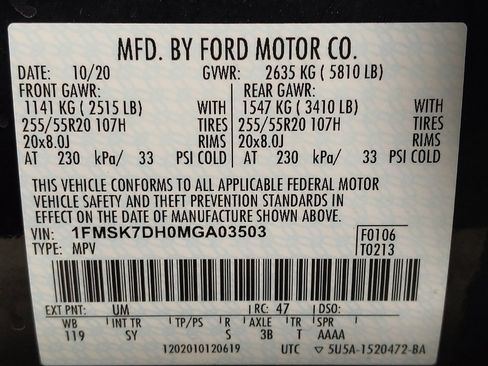 MFD. BY FORD MOTOR CO.
DATE: 10/20 GVWR: 2635 KG ( 5810 LB)
FRONT GAWR: REAR GAWR:
1141 KG ( 2515 LB) WITH 1547 KG ( 3410 LB) WITH
255/55R20 107H TIRES 255/55R20 107H TIRES
20x8.0J RIMS 20x8.0J RIMS
AT 230 kPa/ 33 PSI COLD AT 230 kPa/ 33 PSI COLD
THIS VEHICLE CONFORMS TO ALL APPLICABLE FEDERAL MOTOR
VEHICLE SAFETY AND THEFT PREVENTION STANDARDS IN
EFFECT ON THE DATE OF MANUFACTURE SHOWN ABOVE.
VIN: 1FMSK7DH0MGA03503 F0106
TYPE: MPV T0213
EXT PNT: UM RC: 47 DSO:
WB INT TR TP/PS R AXLE TR SPR
119 SY S 3B T AAAA
1202010120619 UTC 5U5A-1520472-BA